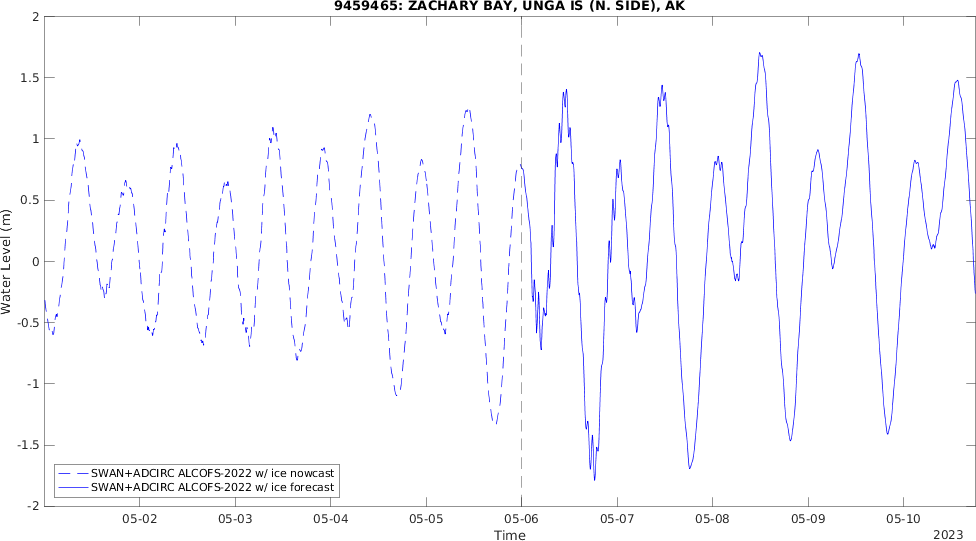 9459465: ZACHARY BAY, UNGA IS (N. SIDE), AK
2
1.5
1
0.5
0
-0.5
-1
-1.5
-2
Water Level (m)
SWAN+ADCIRC ALCOFS-2022 w/ ice nowcast
SWAN+ADCIRC ALCOFS-2022 w/ ice forecast
05-02 05-03 05-04 05-05 05-06 05-07 05-08 05-09 05-10
Time
2023